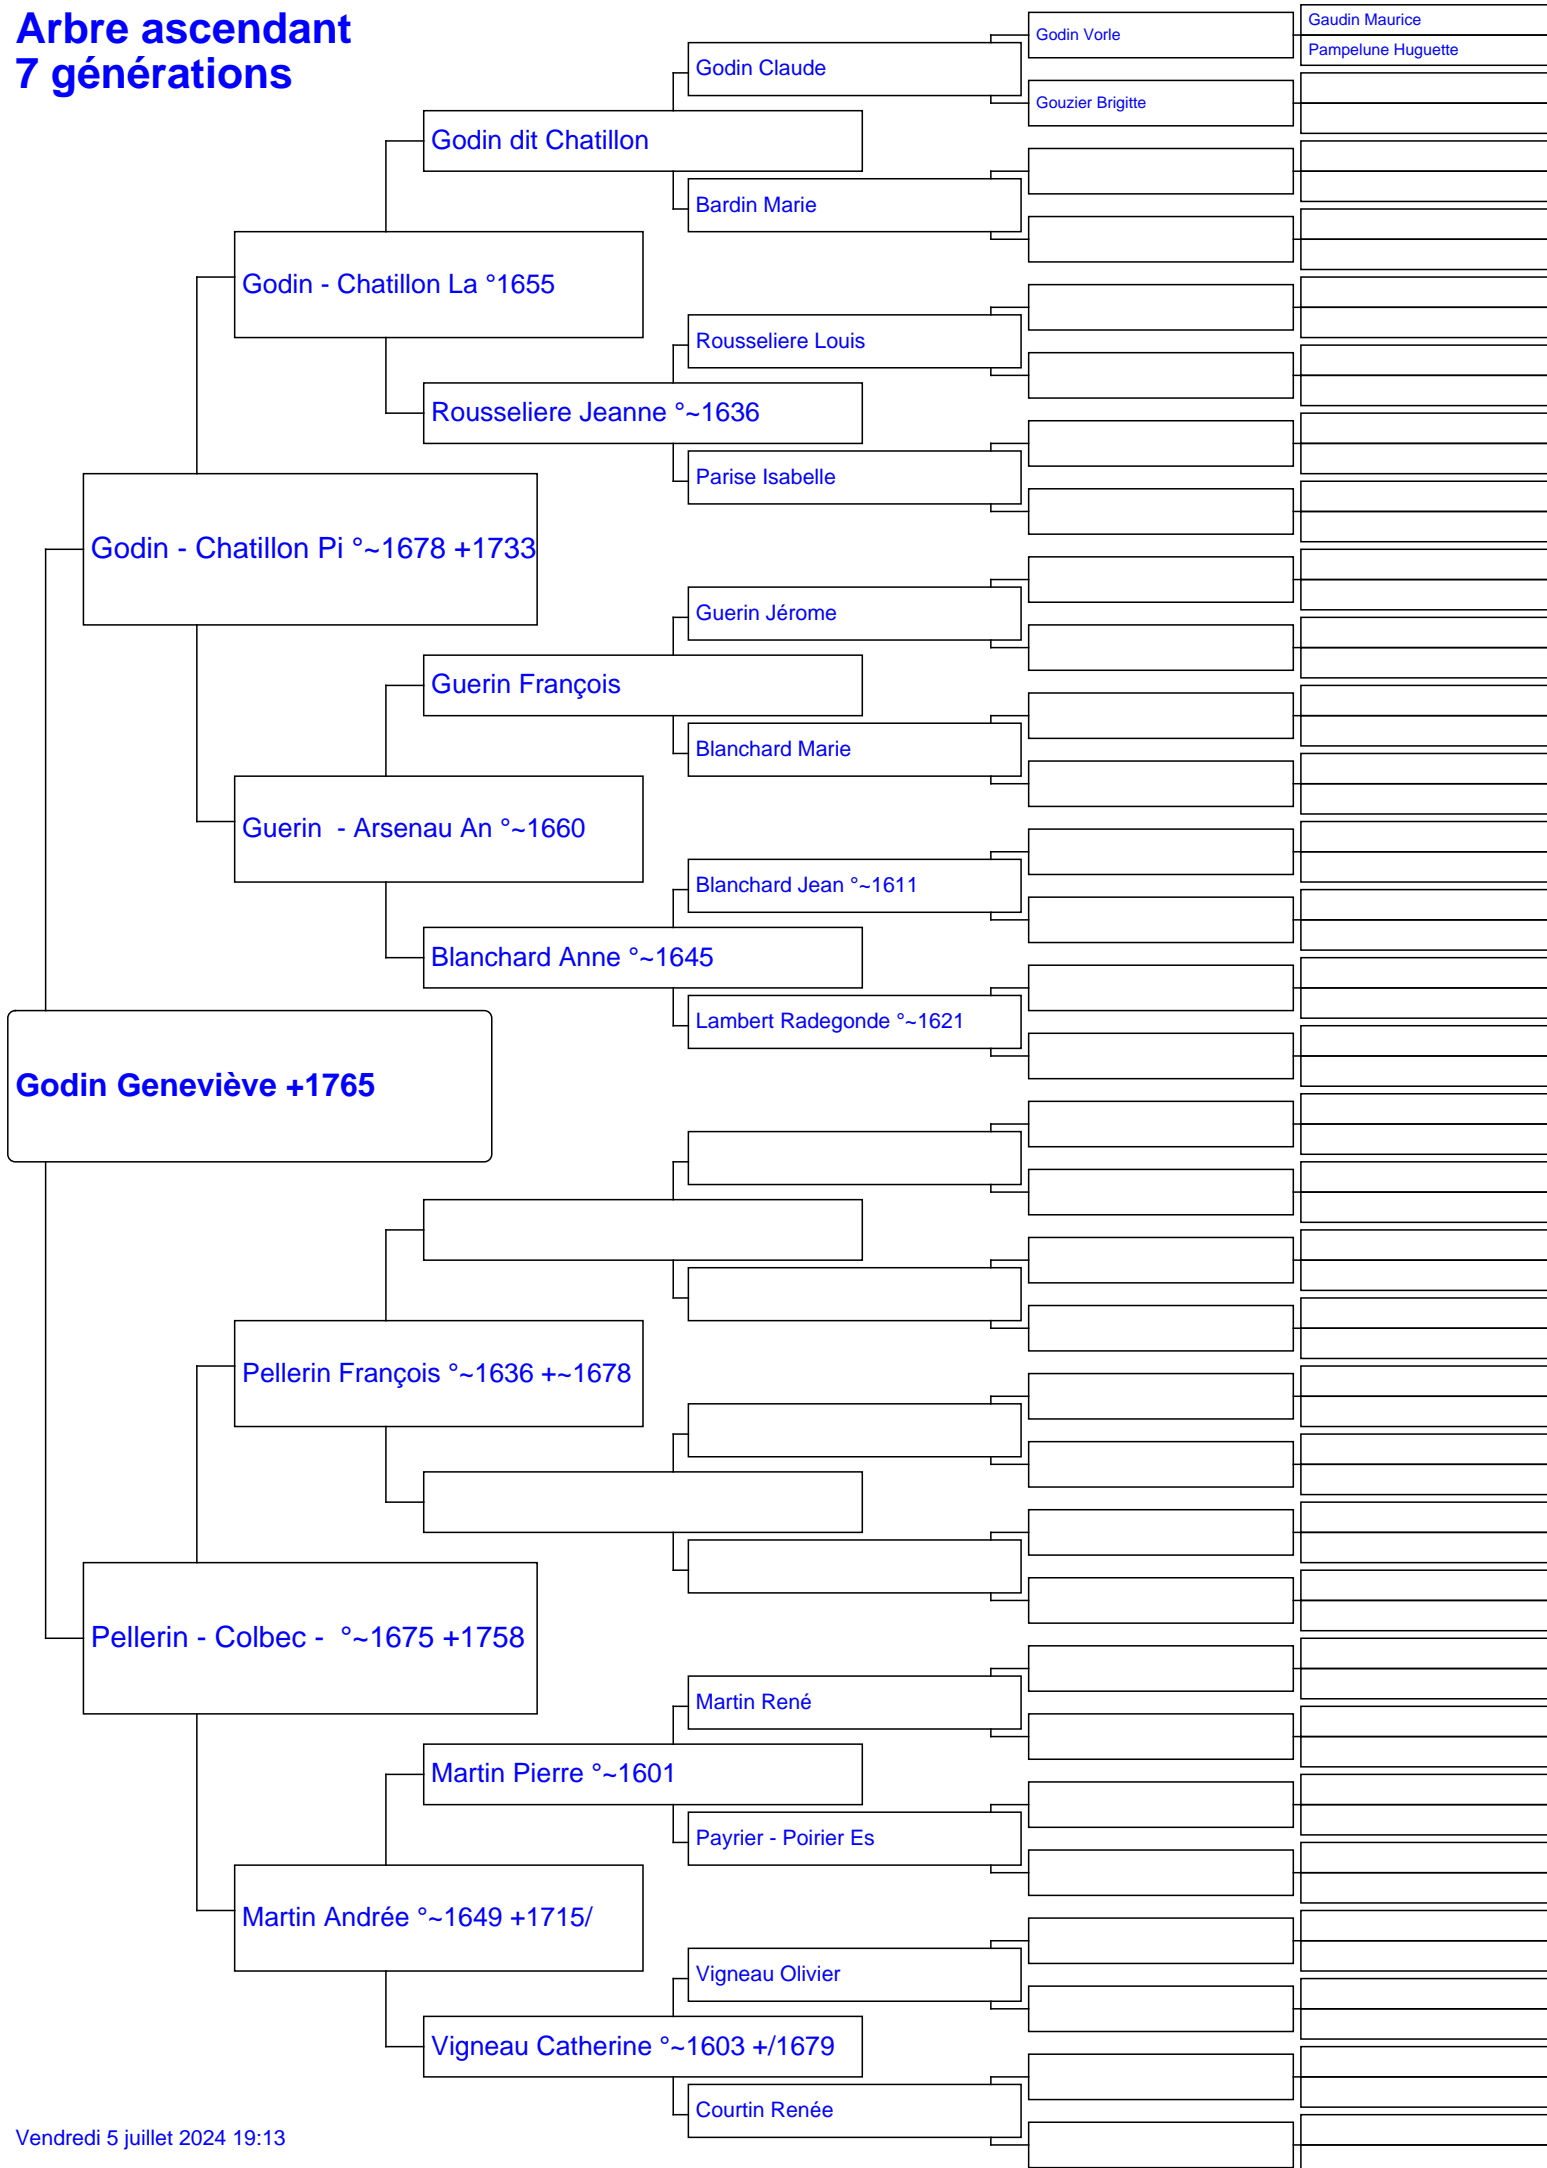 Arbre ascendant
7 générations
Gaudin Maurice
Godin Vorle
Pampelune Huguette
Godin Claude
Gouzier Brigitte
Godin dit Chatillon
Bardin Marie
Godin - Chatillon La °1655
Rousseliere Louis
Rousseliere Jeanne °~1636
Parise Isabelle
Godin - Chatillon Pi °~1678 +1733
Guerin Jérome
Guerin François
Blanchard Marie
Guerin  - Arsenau An °~1660
Blanchard Jean °~1611
Blanchard Anne °~1645
Lambert Radegonde °~1621
Godin Geneviève +1765
Pellerin François °~1636 +~1678
Pellerin - Colbec -  °~1675 +1758
Martin René
Martin Pierre °~1601
Payrier - Poirier Es
Martin Andrée °~1649 +1715/
Vigneau Olivier
Vigneau Catherine °~1603 +/1679
Courtin Renée
Vendredi 5 juillet 2024 19:13